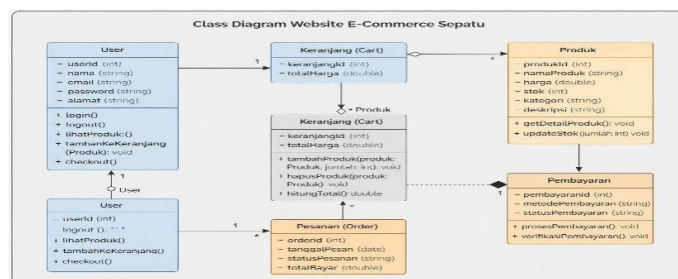 Class Diagram Website E-Commerce Sepatu
User
- userId (int)
- nama (string)
- email (string)
- password (string)
- alamat (string)
+ login()
+ logout()
+ lihatProduk:()
+ tambanKeKeranjang
(Produk): void
+ checkout()
1
Keranjang (Cart)
- keranjangId (int)
- totalHarga (double)
*
Produk
- produkId (int)
- namaProduk (string)
- harga (double)
- stok (int)
- kategori (string)
- deskripsi (string)
+ getDetailProduk(): void
+ updateStok(jumlah: int) void
* Produk
Keranjang (Cart)
- keranjangId (int)
- totalHarga (double)
+ tambahProduk(produk:
Produk, jumlah: int): void
+ hapusProduk(produk:
Produk): void
+ hitungTotal(): double
1
User
User
- userId (int)
logout ():
+ lihatProduk()
+ tambahKeKeranjang()
+ checkout()
1
*
*
Pesanan (Order)
- orderId (int)
- tanggalPesan (date)
- statusPesanan (string)
- totalBayar (double)
1
Pembayaran
- pembayaranId (int)
- metodePembayaran (string)
- statusPembayaran (string)
+ prosesPembayaran(): void
+ verifikasiPembayaran(): void